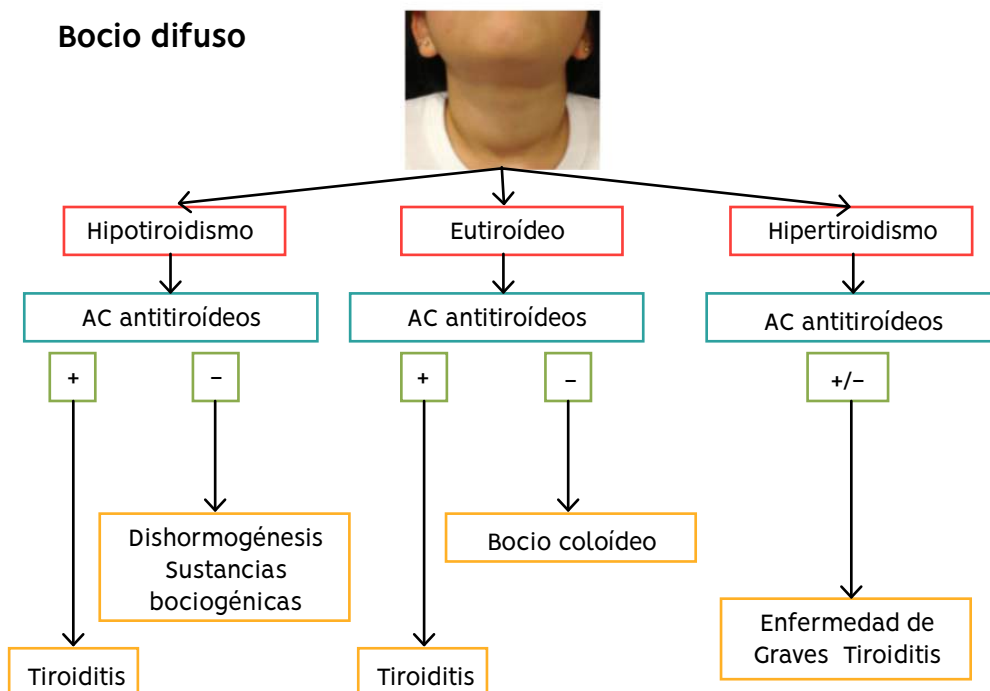 Bocio difuso
Hipotiroidismo
Eutiroídeo
Hipertiroidismo
AC antitiroídeos
AC antitiroídeos
AC antitiroídeos
+
−
+
−
+/−
Dishormogénesis
Sustancias
bociogénicas
Bocio coloídeo
Enfermedad de
Graves Tiroiditis
Tiroiditis
Tiroiditis